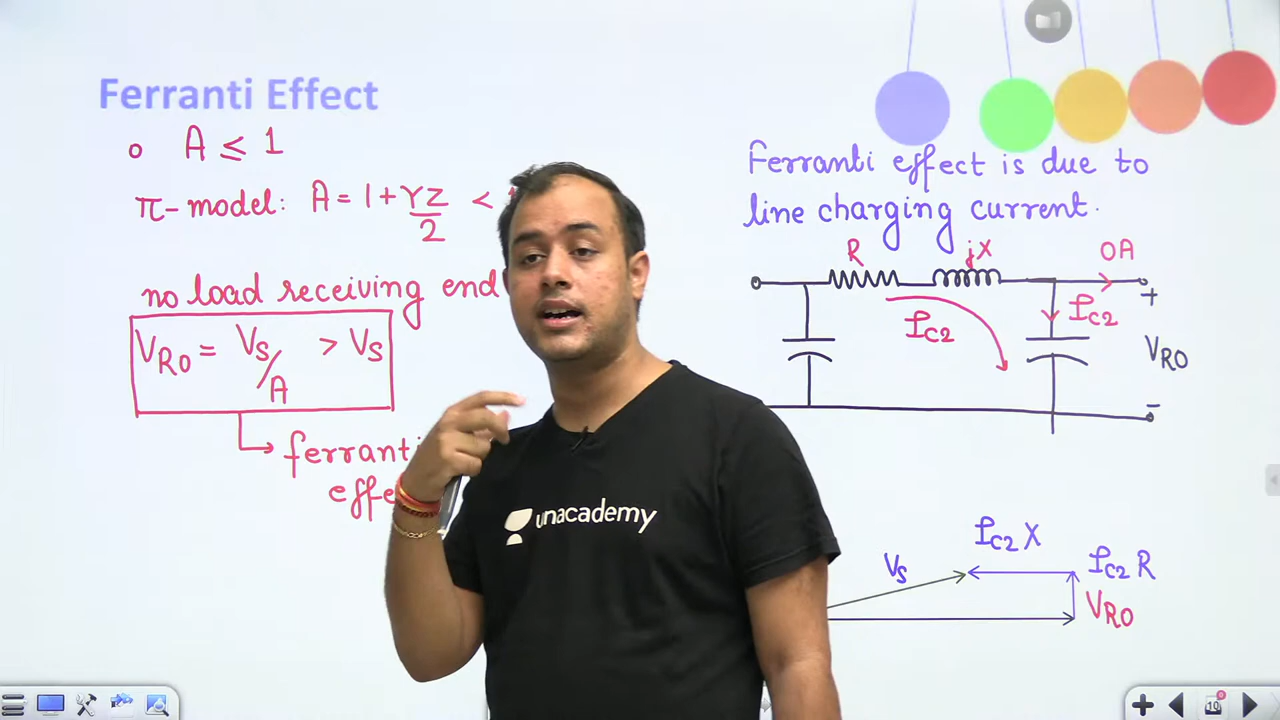 Ferranti Effect
A ≤ 1
π-model: A = 1 + YZ/2 <
no load receiving end
V_R0 = V_S/A > V_S
ferranti
Ferranti effect is due to
line charging current.
R jX 0A
I_C2 I_C2
V_R0
+
-
unacademy
I_C2 X
V_S
I_C2 R
V_R0
10